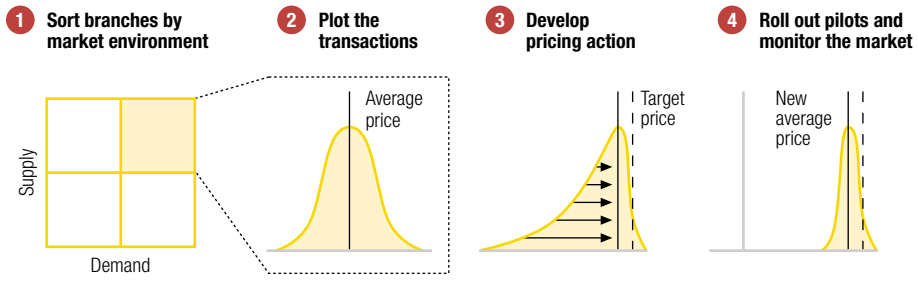 1 Sort branches by
market environment
2 Plot the
transactions
3 Develop
pricing action
4 Roll out pilots and
monitor the market
Supply
Demand
Average
price
Target
price
New
average
price